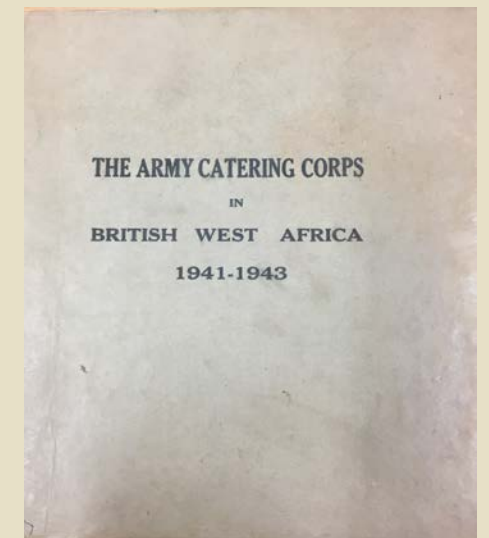 THE ARMY CATERING CORPS
IN
BRITISH WEST AFRICA
1941-1943